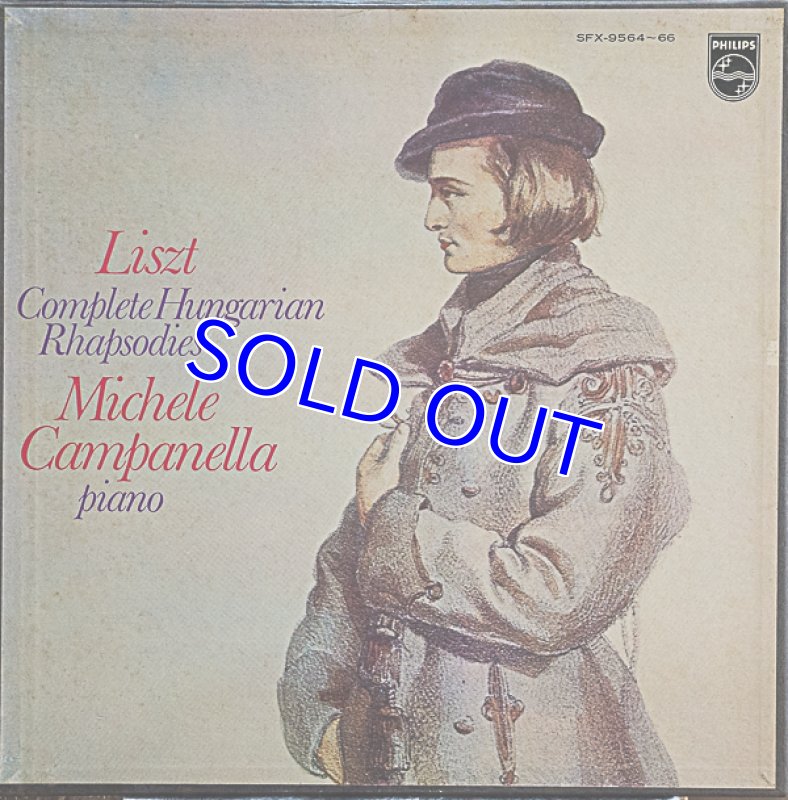 SFX-9564~66
PHILIPS
Liszt
Complete Hungarian
Rhapsodies
Michele
Campanella
piano
SOLD OUT